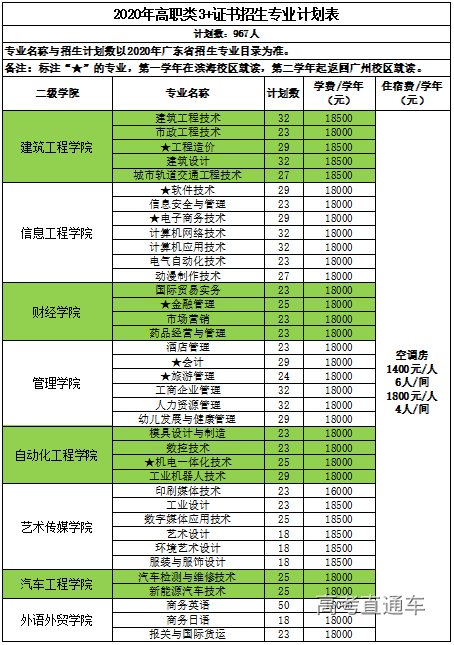 2020年高职类3+证书招生专业计划表
计划数：967人
专业名称与招生计划数以2020年广东省招生专业目录为准。
备注：标注“★”的专业，第一学年在滨海校区就读，第二学年起返回广州校区就读。
二级学院 专业名称 计划数 学费/学年（元） 住宿费/学年（元）
建筑工程学院 建筑工程技术 32 18500
市政工程技术 23 18000
★工程造价 29 18500
建筑设计 32 18500
城市轨道交通工程技术 27 18500
信息工程学院 ★软件技术 29 18000
信息安全与管理 23 18000
★电子商务技术 29 18000
计算机网络技术 32 18000
计算机应用技术 32 18000
电气自动化技术 23 18000
动漫制作技术 27 18000
财经学院 国际贸易实务 23 18000
★金融管理 25 18000
市场营销 23 18000
药品经营与管理 23 18000
管理学院 酒店管理 23 18000
★会计 29 18000
★旅游管理 24 18000
工商企业管理 32 18000
人力资源管理 32 18000
幼儿发展与健康管理 29 18000
空调房
1400元/人
6人/间
1800元/人
4人/间
自动化工程学院 模具设计与制造 23 18000
数控技术 23 18000
★机电一体化技术 25 18000
工业机器人技术 29 18000
艺术传媒学院 印刷媒体技术 23 16000
工业设计 23 18500
数字媒体应用技术 25 18500
艺术设计 18 18500
环境艺术设计 18 18500
服装与服饰设计 18 18500
汽车工程学院 汽车检测与维修技术 25 18000
新能源汽车技术 25 18000
外语外贸学院 商务英语 50 18000
商务日语 18 18000
报关与国际货运 23 18000
高考直通车